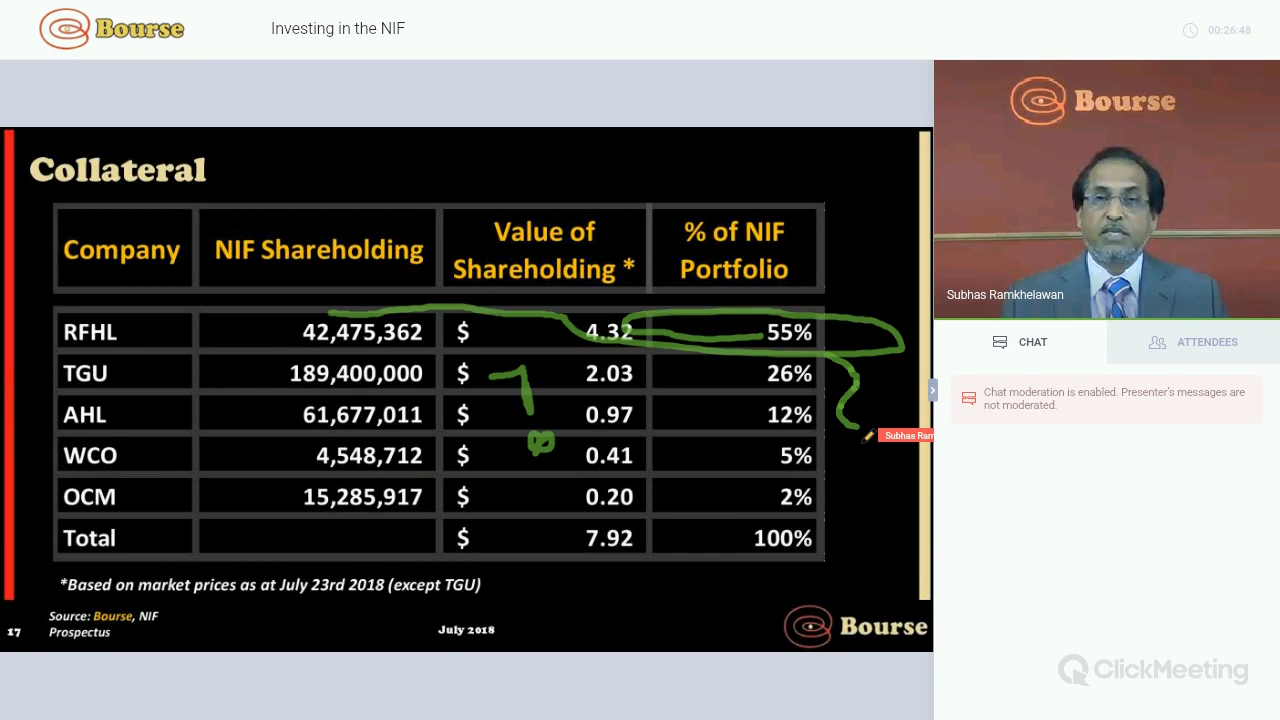 Bourse
Investing in the NIF
00:26:48
Bourse
Subhas Ramkhelawan
CHAT
ATTENDEES
Chat moderation is enabled. Presenter's messages are
not moderated.
Collateral
Company NIF Shareholding Value of Shareholding * % of NIF Portfolio
RFHL 42,475,362 $ 4.32 55%
TGU 189,400,000 $ 2.03 26%
AHL 61,677,011 $ 0.97 12%
WCO 4,548,712 $ 0.41 5%
OCM 15,285,917 $ 0.20 2%
Total $ 7.92 100%
Subhas Ram
*Based on market prices as at July 23rd 2018 (except TGU)
Source: Bourse, NIF
Prospectus
17
July 2018
Bourse
ClickMeeting